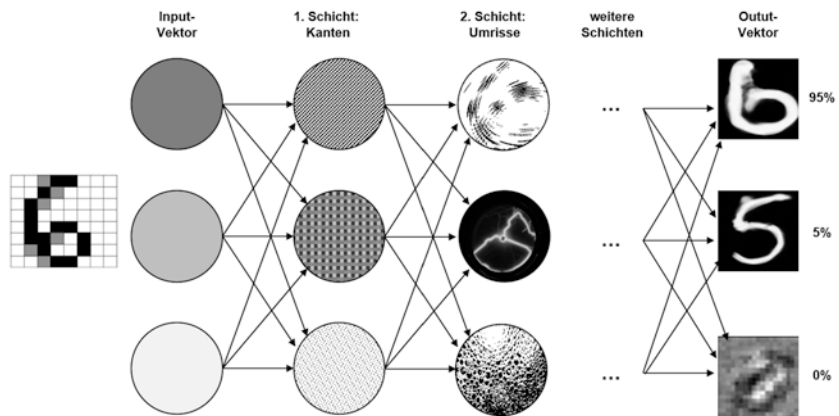 Input-
Vektor
1. Schicht:
Kanten
2. Schicht:
Umrisse
weitere
Schichten
Outut-
Vektor
...
95%
...
5%
...
0%